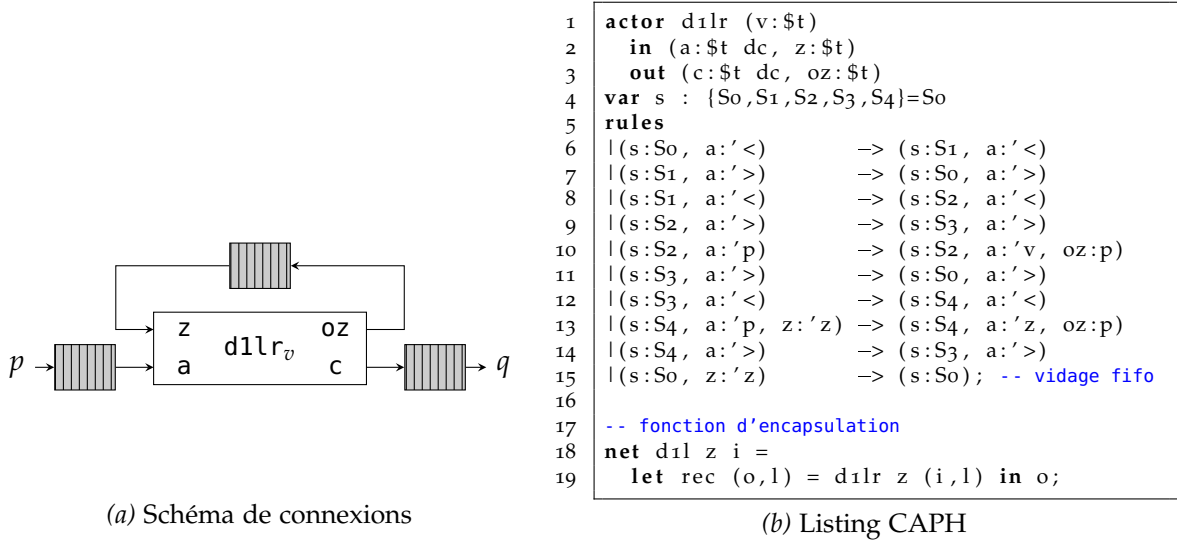 z
oz
d1lr_v
p
a
c
q
(a) Schéma de connexions
1 actor d1lr (v:$t)
2 in (a:$t dc, z:$t)
3 out (c:$t dc, oz:$t)
4 var s : {S0,S1,S2,S3,S4}=S0
5 rules
6 |(s:S0, a:'<) -> (s:S1, a:'<)
7 |(s:S1, a:'>) -> (s:S0, a:'>)
8 |(s:S1, a:'<) -> (s:S2, a:'<)
9 |(s:S2, a:'>) -> (s:S3, a:'>)
10 |(s:S2, a:'p) -> (s:S2, a:'v, oz:p)
11 |(s:S3, a:'>) -> (s:S0, a:'>)
12 |(s:S3, a:'<) -> (s:S4, a:'<)
13 |(s:S4, a:'p, z:'z) -> (s:S4, a:'z, oz:p)
14 |(s:S4, a:'>) -> (s:S3, a:'>)
15 |(s:S0, z:'z) -> (s:S0); -- vidage fifo
16
17 -- fonction d'encapsulation
18 net d1l z i =
19 let rec (o,l) = d1lr z (i,l) in o;
(b) Listing CAPH